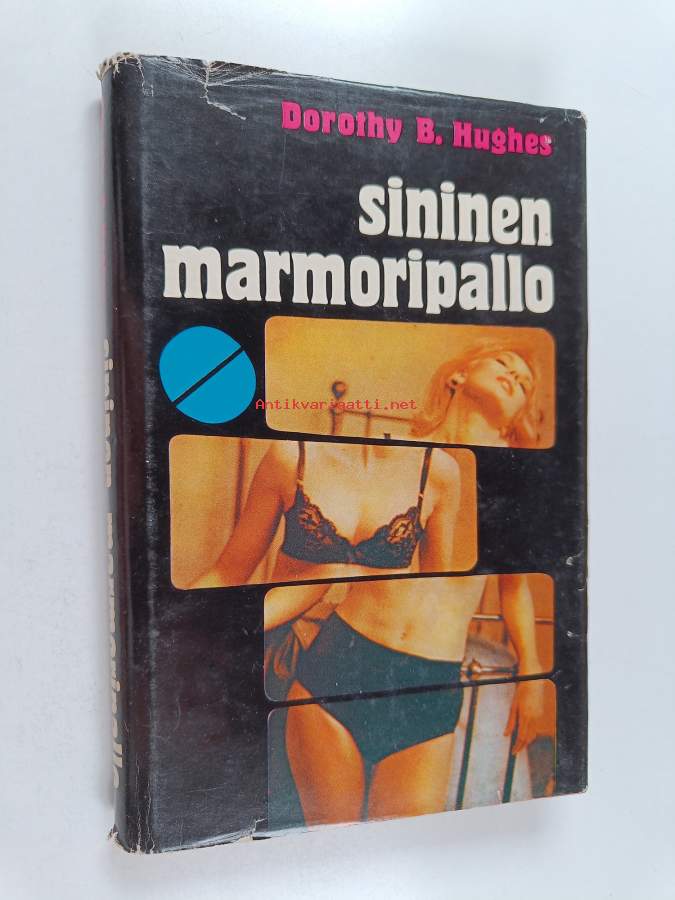 Dorothy B. Hughes
sininen
marmoripallo
Antikvariaatti.net
sininen marmoripallo